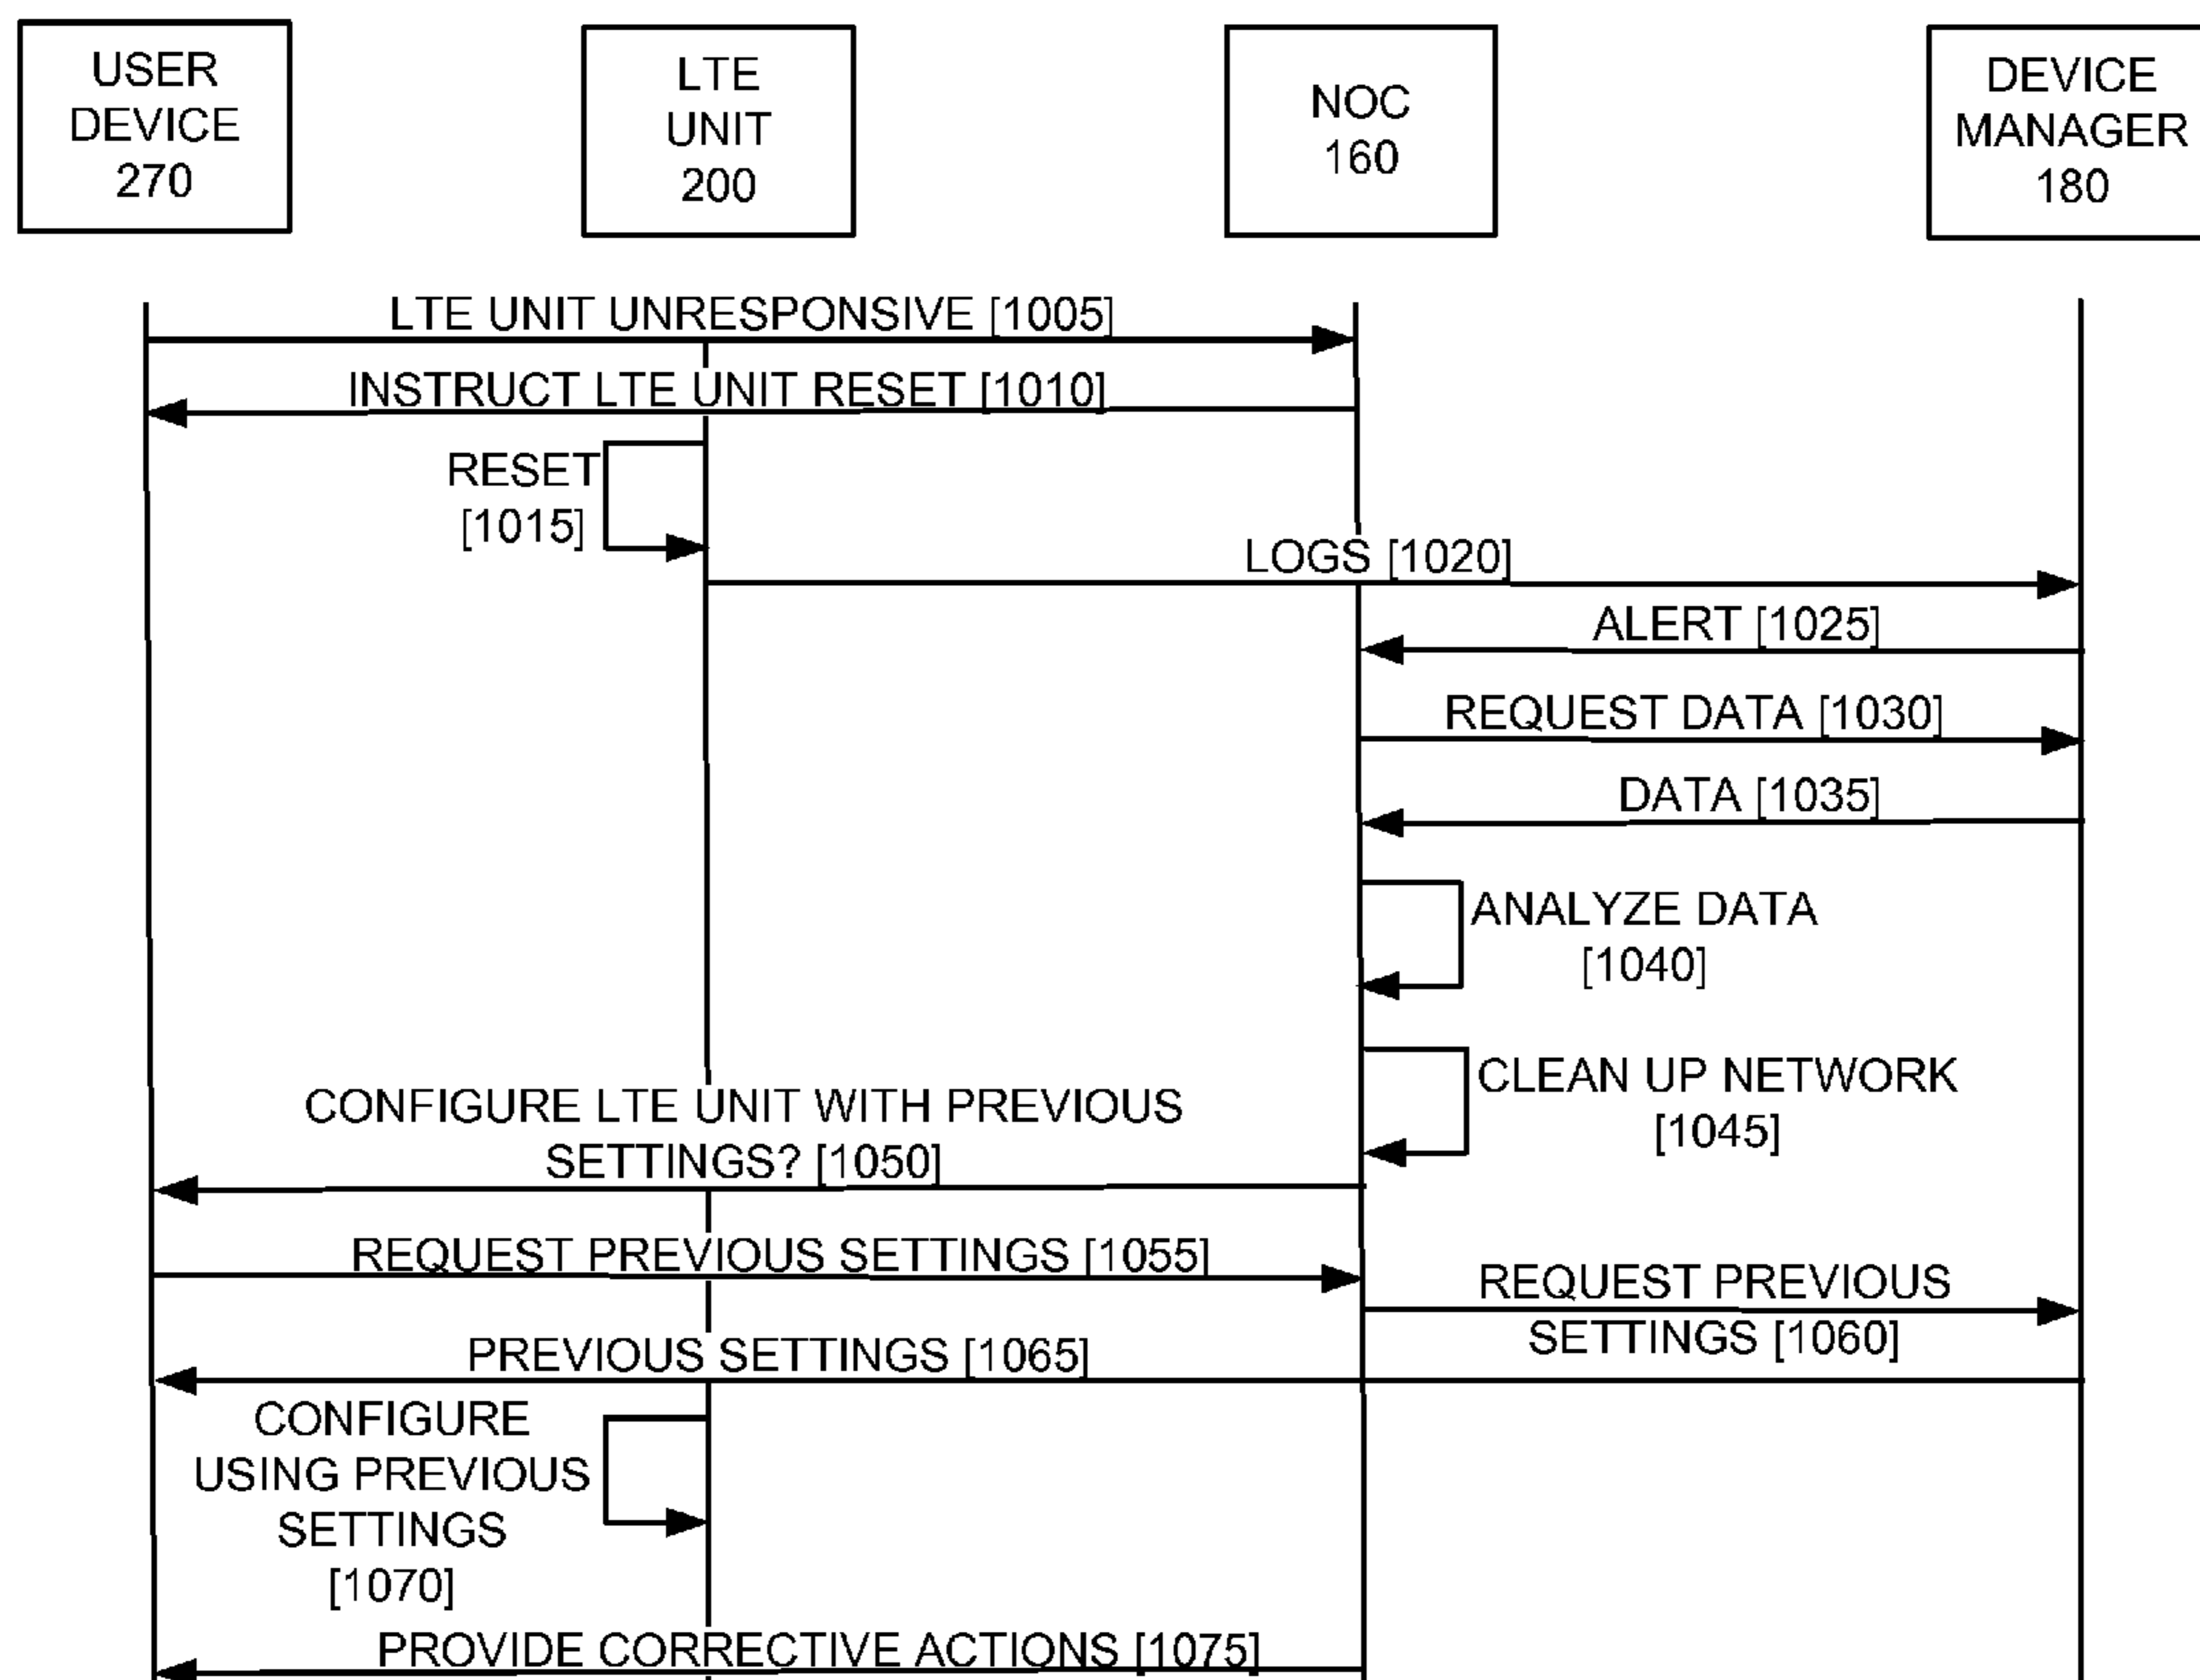 USER
DEVICE
270
LTE
UNIT
200
NOC
160
DEVICE
MANAGER
180
LTE UNIT UNRESPONSIVE [1005]
INSTRUCT LTE UNIT RESET [1010]
RESET
[1015]
LOGS [1020]
ALERT [1025]
REQUEST DATA [1030]
DATA [1035]
ANALYZE DATA
[1040]
CLEAN UP NETWORK
[1045]
CONFIGURE LTE UNIT WITH PREVIOUS
SETTINGS? [1050]
REQUEST PREVIOUS SETTINGS [1055]
REQUEST PREVIOUS
SETTINGS [1060]
PREVIOUS SETTINGS [1065]
CONFIGURE
USING PREVIOUS
SETTINGS
[1070]
PROVIDE CORRECTIVE ACTIONS [1075]